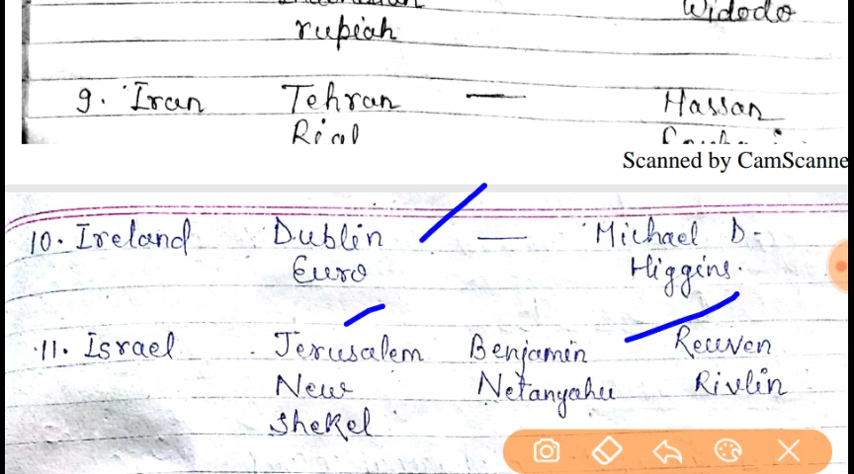 Widodo
rupiah
9. Iran Tehran — Hassan
Rial
Scanned by CamScanne
10. Ireland Dublin — Michael D-
Euro Higgins.
11. Israel Jerusalem Benjamin Reuven
New Netanyahu Rivlin
Shekel